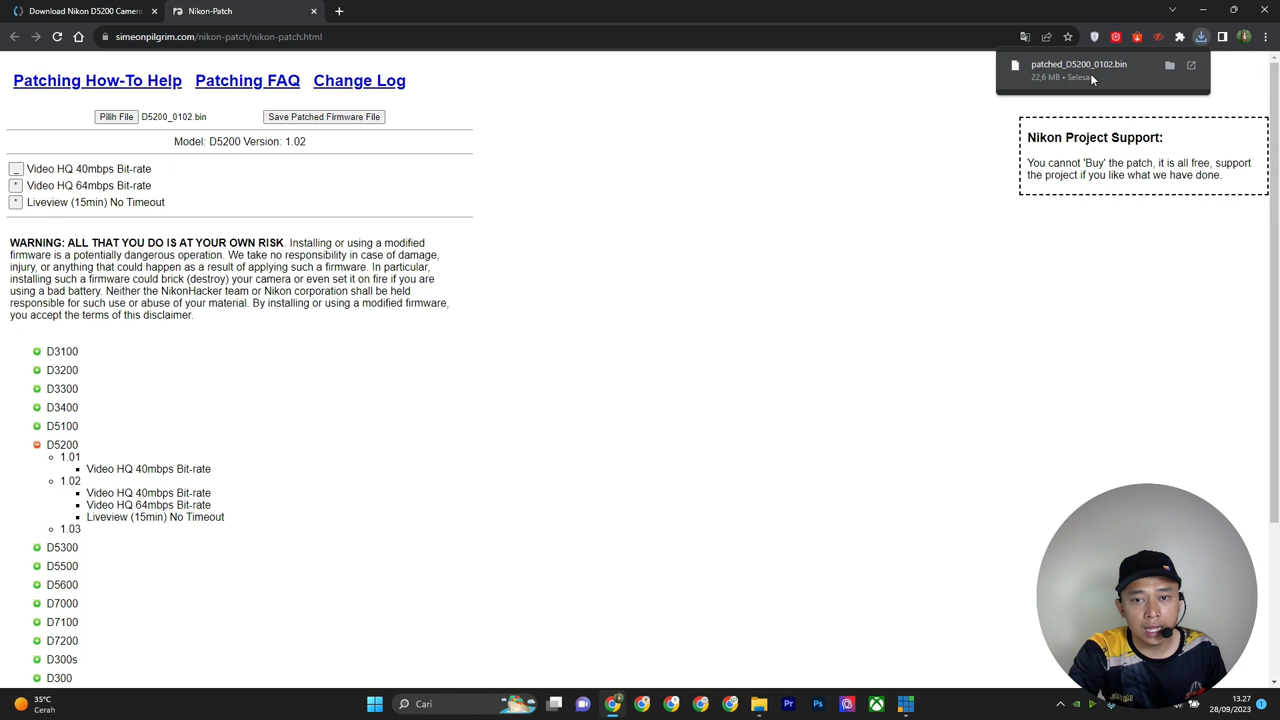 Download Nikon D5200 Camera
Nikon-Patch
simeonpilgrim.com/nikon-patch/nikon-patch.html
patched_D5200_0102.bin
22,6 MB • Selesai
Patching How-To Help Patching FAQ Change Log
Pilih File D5200_0102.bin Save Patched Firmware File
Model: D5200 Version: 1.02
_ Video HQ 40mbps Bit-rate
* Video HQ 64mbps Bit-rate
* Liveview (15min) No Timeout
Nikon Project Support:
You cannot 'Buy' the patch, it is all free, support
the project if you like what we have done.
WARNING: ALL THAT YOU DO IS AT YOUR OWN RISK. Installing or using a modified
firmware is a potentially dangerous operation. We take no responsibility in case of damage,
injury, or anything that could happen as a result of applying such a firmware. In particular,
installing such a firmware could brick (destroy) your camera or even set it on fire if you are
using a bad battery. Neither the NikonHacker team or Nikon corporation shall be held
responsible for such use or abuse of your material. By installing or using a modified firmware,
you accept the terms of this disclaimer.
D3100
D3200
D3300
D3400
D5100
D5200
1.01
Video HQ 40mbps Bit-rate
1.02
Video HQ 40mbps Bit-rate
Video HQ 64mbps Bit-rate
Liveview (15min) No Timeout
1.03
D5300
D5500
D5600
D7000
D7100
D7200
D300s
D300
35°C
Cerah
Cari
Pr
Ps
13.27
28/09/2023